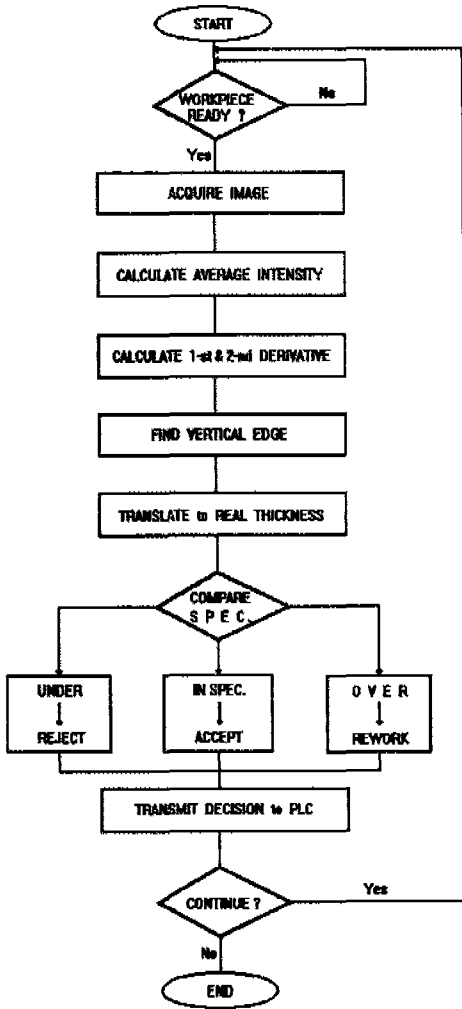 START
WORKPIECE
READY ?
No
Yes
ACQUIRE IMAGE
CALCULATE AVERAGE INTENSITY
CALCULATE 1-st & 2-nd DERIVATIVE
FIND VERTICAL EDGE
TRANSLATE to REAL THICKNESS
COMPARE
S P E C.
UNDER
REJECT
IN SPEC.
ACCEPT
O V E R
REWORK
TRANSMIT DECISION to PLC
CONTINUE ?
Yes
No
END